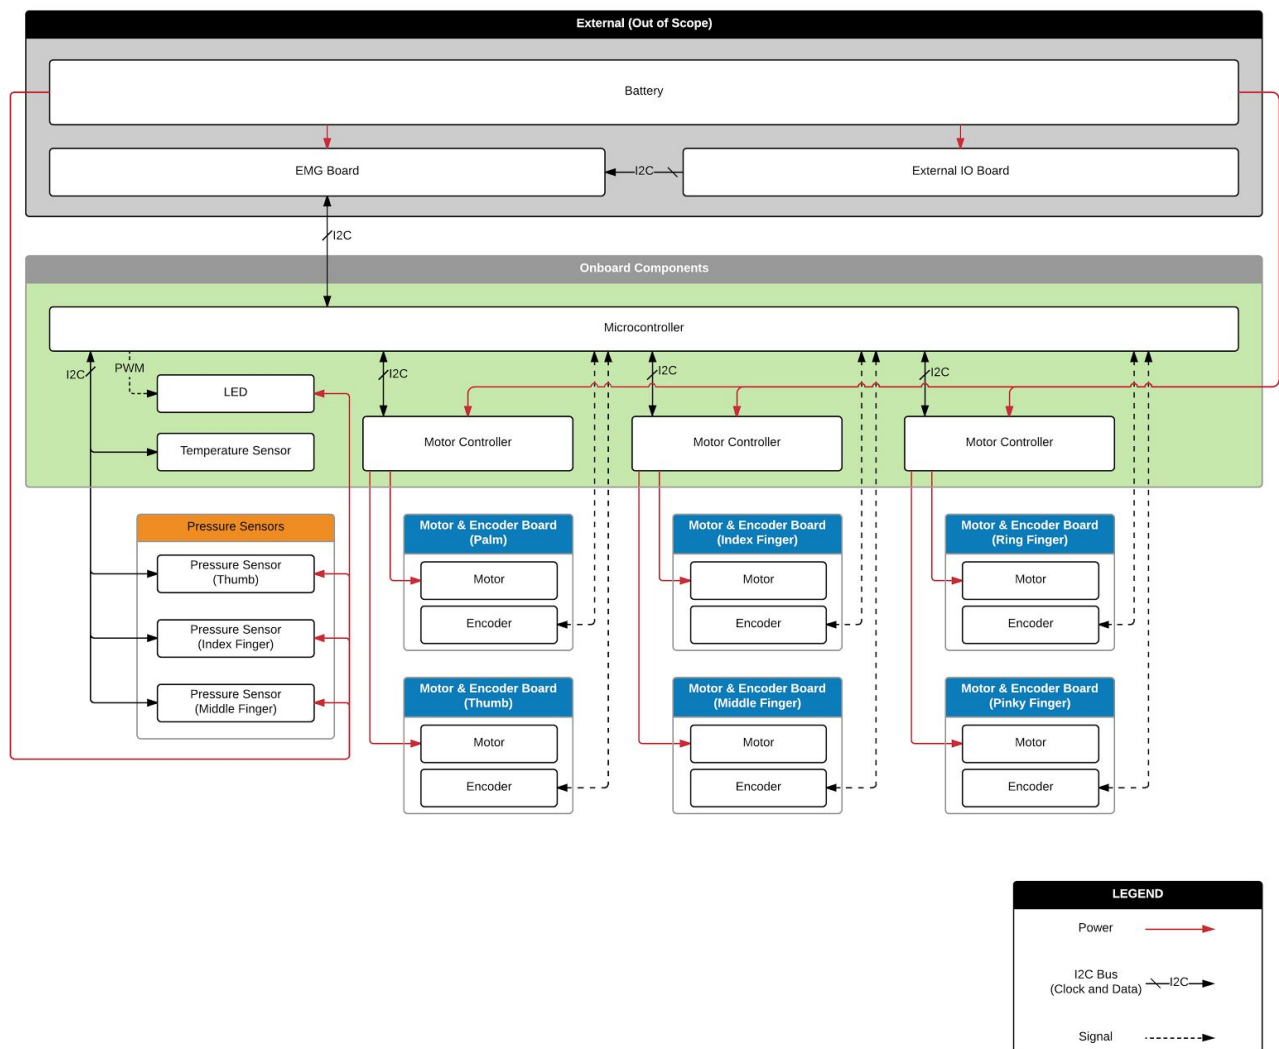 External (Out of Scope)
Battery
EMG Board
I2C
External IO Board
I2C
Onboard Components
Microcontroller
I2C
PWM
LED
Temperature Sensor
I2C
Motor Controller
I2C
Motor Controller
I2C
Motor Controller
Pressure Sensors
Pressure Sensor
(Thumb)
Pressure Sensor
(Index Finger)
Pressure Sensor
(Middle Finger)
Motor & Encoder Board
(Palm)
Motor
Encoder
Motor & Encoder Board
(Index Finger)
Motor
Encoder
Motor & Encoder Board
(Ring Finger)
Motor
Encoder
Motor & Encoder Board
(Thumb)
Motor
Encoder
Motor & Encoder Board
(Middle Finger)
Motor
Encoder
Motor & Encoder Board
(Pinky Finger)
Motor
Encoder
LEGEND
Power
I2C Bus
(Clock and Data)
I2C
Signal